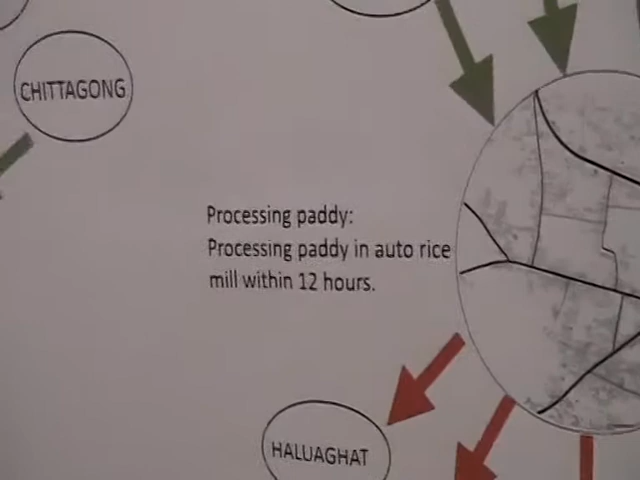 CHITTAGONG
Processing paddy:
Processing paddy in auto rice
mill within 12 hours.
HALUAGHAT